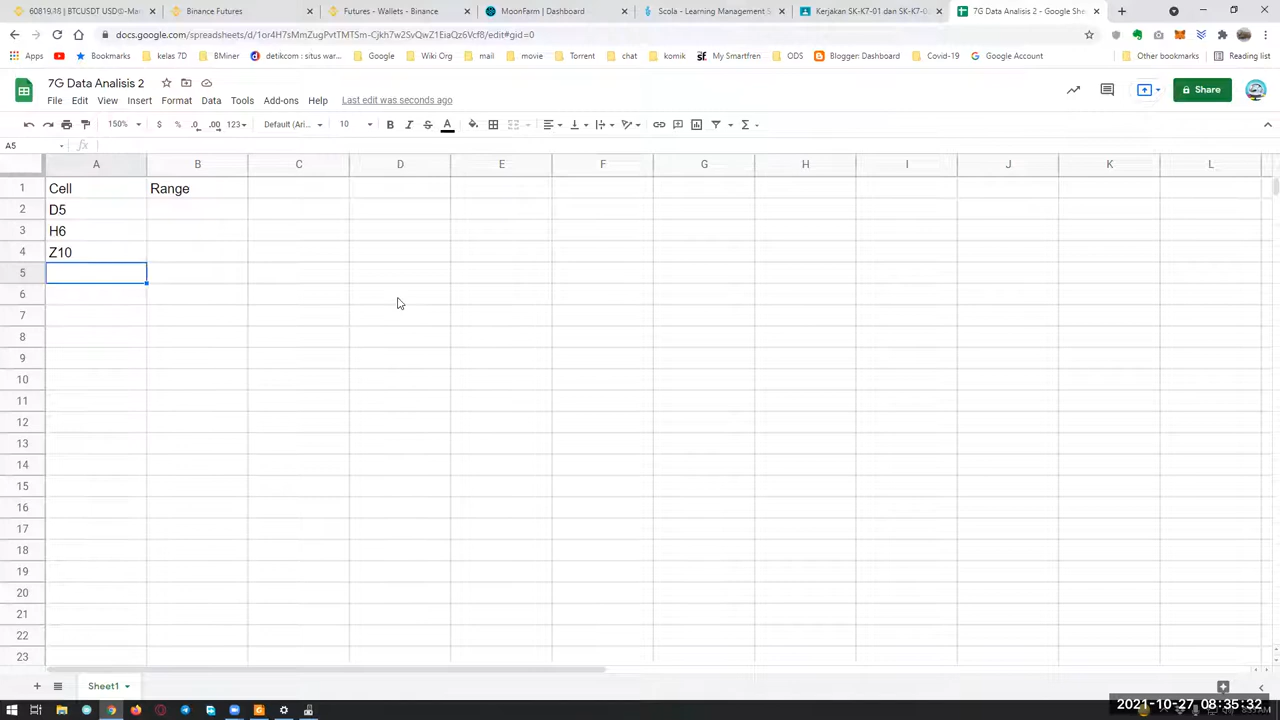 60819.18 | BTCUSDT USDⓈ-Man
Binance Futures
Futures - Wallets - Binance
MoonFarm | Dashboard
Scola - Learning Management S
Kerjakan SK-K7-01 dan SK-K7-0
7G Data Analisis 2 - Google She
docs.google.com/spreadsheets/d/1or4H7sMmZugPvtTMTSm-Cjkh7w2SvQwZ1EiaQz6Vcf8/edit#gid=0
Apps Bookmarks kelas 7D BMiner detikcom : situs war... Google Wiki Org mail movie Torrent chat komik My Smartfren ODS Blogger: Dashboard Covid-19 Google Account Other bookmarks Reading list
7G Data Analisis 2
File Edit View Insert Format Data Tools Add-ons Help Last edit was seconds ago
Share
150% $ % .0 .00 123 Default (Ari... 10 B I S A
A5 fx
A B C D E F G H I J K L
1 Cell Range
2 D5
3 H6
4 Z10
5
6
7
8
9
10
11
12
13
14
15
16
17
18
19
20
21
22
23
Sheet1
2021-10-27 08:35:32